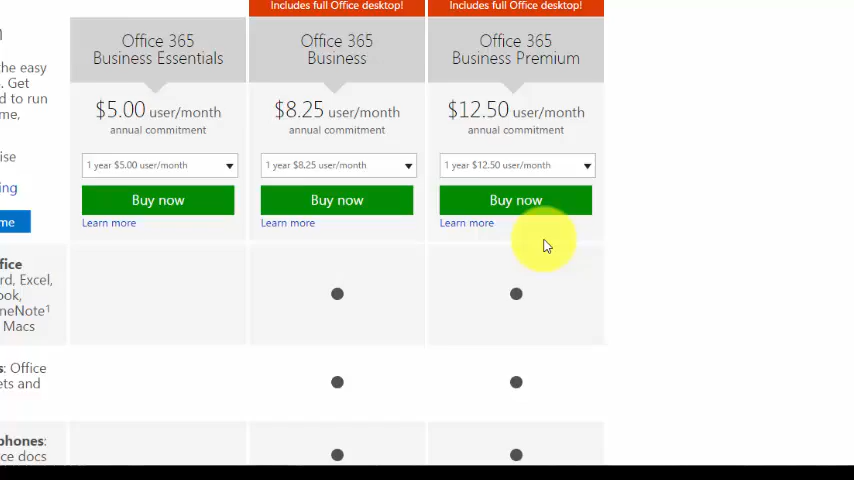 Includes full Office desktop!
Includes full Office desktop!
Office 365
Business Essentials
Office 365
Business
Office 365
Business Premium
$5.00 user/month
annual commitment
$8.25 user/month
annual commitment
$12.50 user/month
annual commitment
1 year $5.00 user/month
1 year $8.25 user/month
1 year $12.50 user/month
Buy now
Buy now
Buy now
Learn more
Learn more
Learn more
the easy
. Get
d to run
me,
ise
ing
me
ffice
rd, Excel,
ook,
neNote¹
Macs
s: Office
ets and
phones:
ce docs